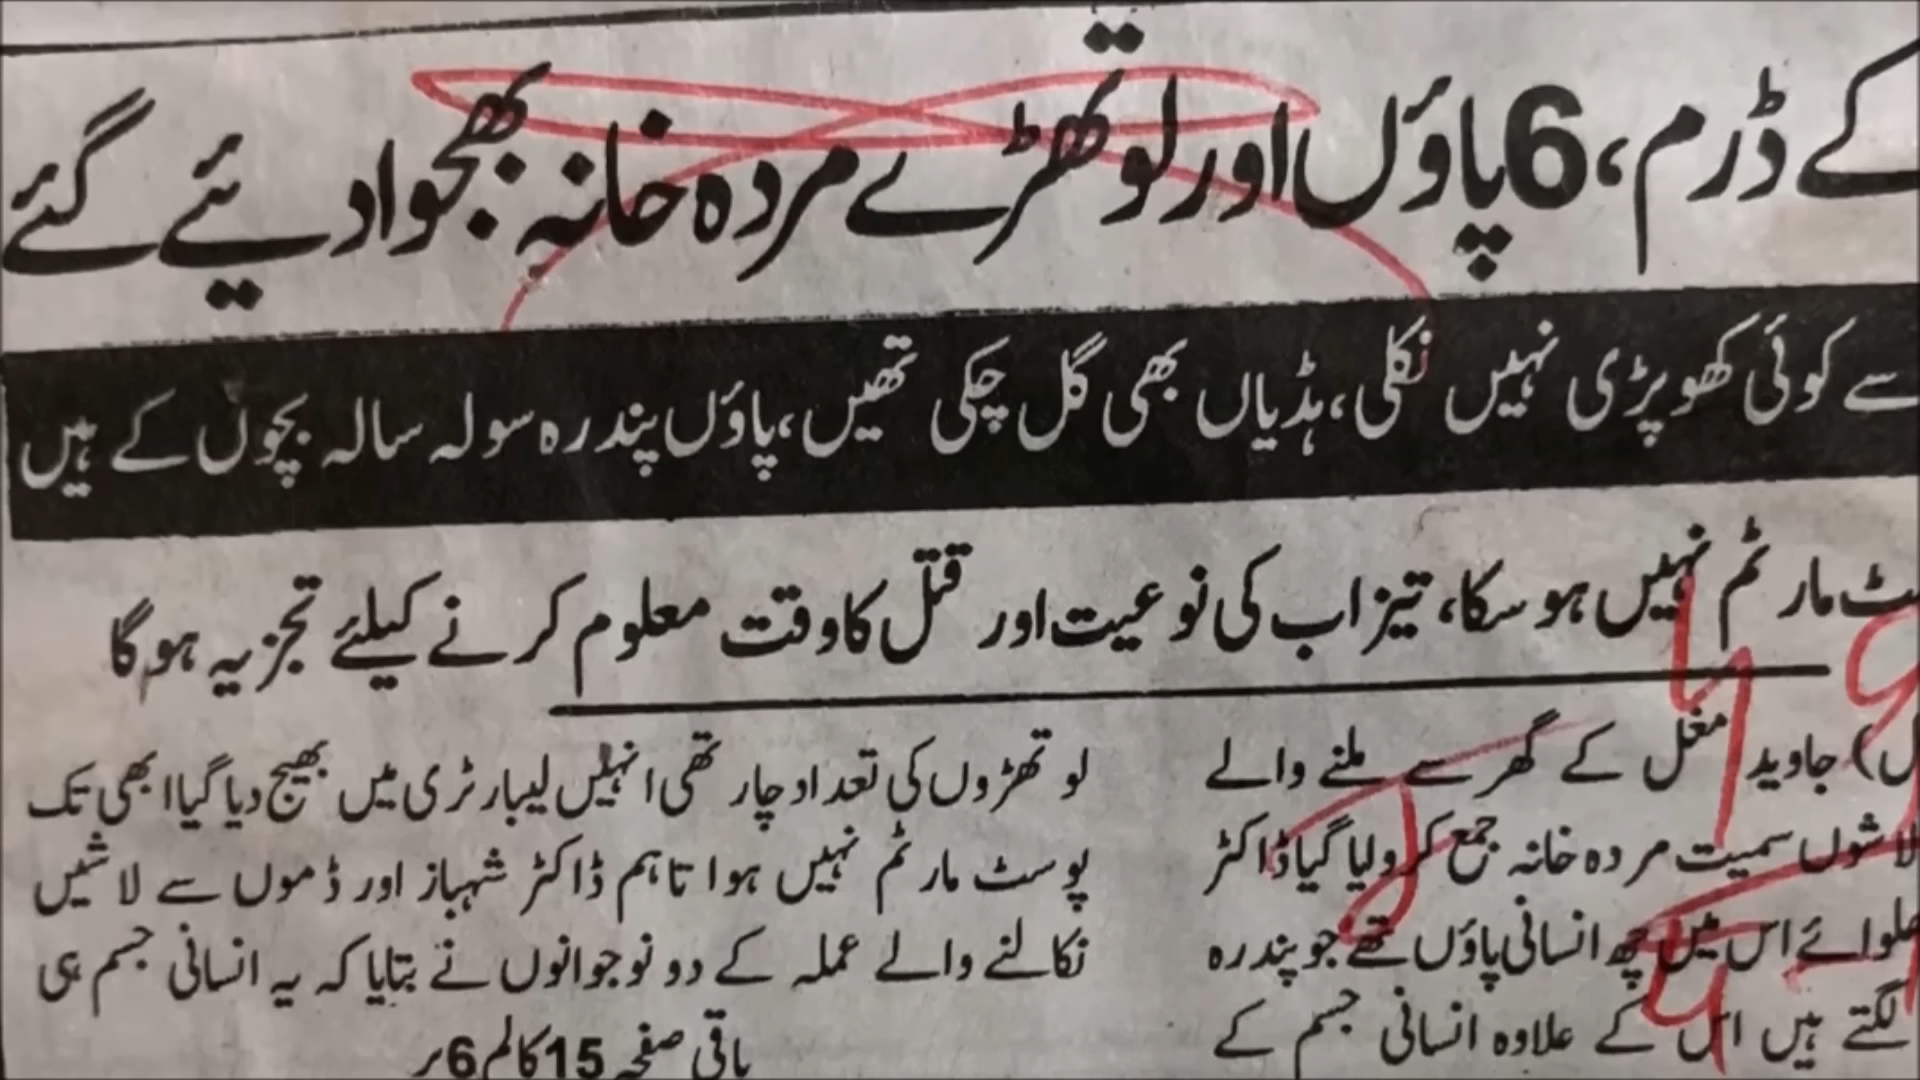 کے ڈرم، 6 پاؤں اور لوتھڑے مردہ خانہ بھجوا دیئے گئے
سے کوئی کھوپڑی نہیں نکلی، ہڈیاں بھی گل چکی تھیں، پاؤں پندرہ سولہ سالہ بچوں کے ہیں
مارٹم نہیں ہو سکا، تیزاب کی نوعیت اور قتل کا وقت معلوم کرنے کیلئے تجزیہ ہو گا
جاوید مغل کے گھر سے ملنے والے
لاشوں سمیت مردہ خانہ جمع کرولیا گیا ڈاکٹر
اس میں چھ انسانی پاؤں تھے جو پندرہ
لگتے ہیں اس کے علاوہ انسانی جسم کے
لوتھڑوں کی تعداد چار تھی انہیں لیبارٹری میں بھیج دیا گیا ابھی تک
پوسٹ مارٹم نہیں ہوا تاہم ڈاکٹر شہباز اور ڈموں سے لاشیں
نکالنے والے عملہ کے دو نوجوانوں نے بتایا کہ یہ انسانی جسم ہی
باقی صفحہ 15 کالم 6 پر